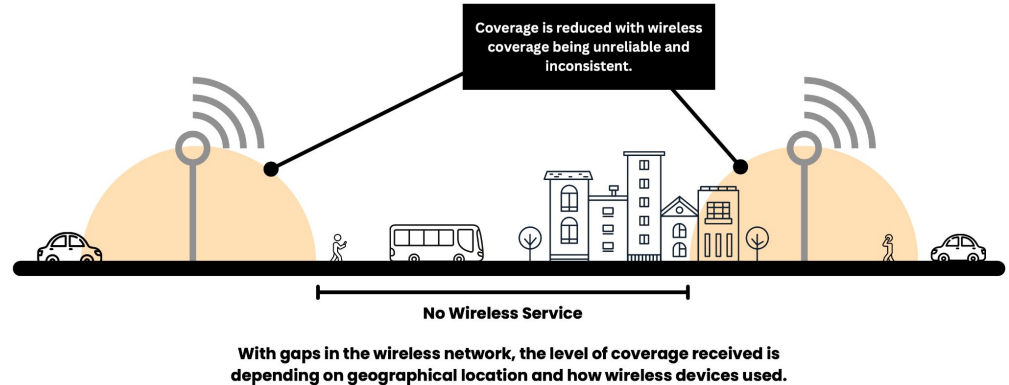 Coverage is reduced with wireless
coverage being unreliable and
inconsistent.
No Wireless Service
With gaps in the wireless network, the level of coverage received is
depending on geographical location and how wireless devices used.